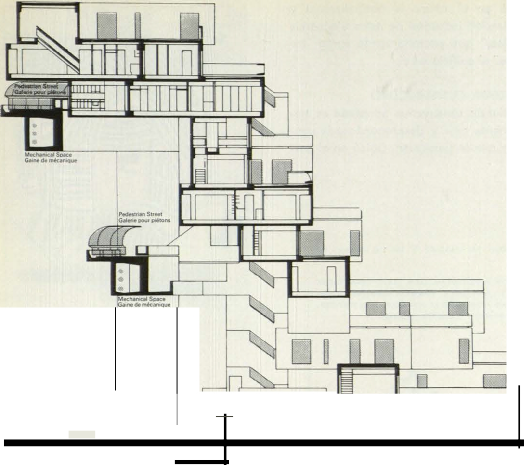 Pedestrian Street
Galerie pour piétons
Mechanical Space
Gaine de mécanique
Pedestrian Street
Galerie pour piétons
Mechanical Space
Gaine de mécanique